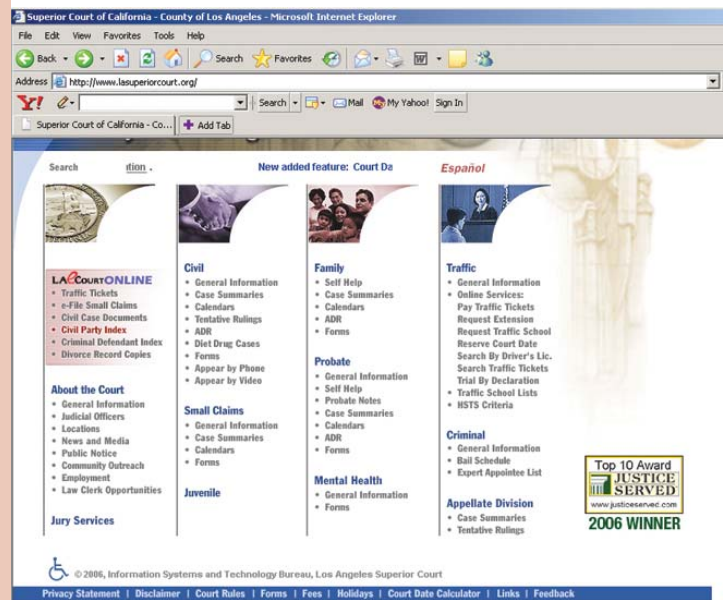 Superior Court of California - County of Los Angeles - Microsoft Internet Explorer
File Edit View Favorites Tools Help
Back Search Favorites
Address http://www.lasuperiorcourt.org/
Y! Search Mail My Yahoo! Sign In
Superior Court of California - Co... Add Tab
Search ition . New added feature: Court Da Español
LACOURTONLINE
• Traffic Tickets
• e-File Small Claims
• Civil Case Documents
• Civil Party Index
• Criminal Defendant Index
• Divorce Record Copies
About the Court
• General Information
• Judicial Officers
• Locations
• News and Media
• Public Notice
• Community Outreach
• Employment
• Law Clerk Opportunities
Jury Services
Civil
• General Information
• Case Summaries
• Calendars
• Tentative Rulings
• ADR
• Diet Drug Cases
• Forms
• Appear by Phone
• Appear by Video
Small Claims
• General Information
• Case Summaries
• Calendars
• Forms
Juvenile
Family
• Self Help
• Case Summaries
• Calendars
• ADR
• Forms
Probate
• General Information
• Self Help
• Probate Notes
• Case Summaries
• Calendars
• ADR
• Forms
Mental Health
• General Information
• Forms
Traffic
• General Information
• Online Services:
Pay Traffic Tickets
Request Extension
Request Traffic School
Reserve Court Date
Search By Driver's Lic.
Search Traffic Tickets
Trial By Declaration
• Traffic School Lists
• HSTS Criteria
Criminal
• General Information
• Bail Schedule
• Expert Appointee List
Appellate Division
• Case Summaries
• Tentative Rulings
Top 10 Award
JUSTICE
SERVED
www.justiceserved.com
2006 WINNER
© 2006, Information Systems and Technology Bureau, Los Angeles Superior Court
Privacy Statement | Disclaimer | Court Rules | Forms | Fees | Holidays | Court Date Calculator | Links | Feedback